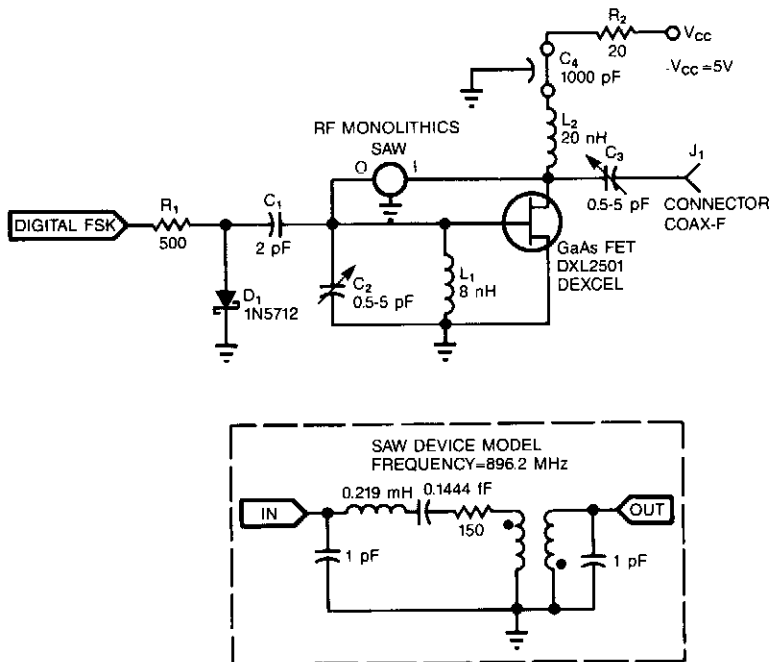 R2
20
VCC
-VCC=5V
C4
1000 pF
L2
20 nH
RF MONOLITHICS
SAW
O
I
C3
0.5-5 pF
J1
CONNECTOR
COAX-F
DIGITAL FSK
R1
500
C1
2 pF
D1
1N5712
C2
0.5-5 pF
L1
8 nH
GaAs FET
DXL2501
DEXCEL
SAW DEVICE MODEL
FREQUENCY=896.2 MHz
0.219 mH
0.1444 fF
150
IN
OUT
1 pF
1 pF